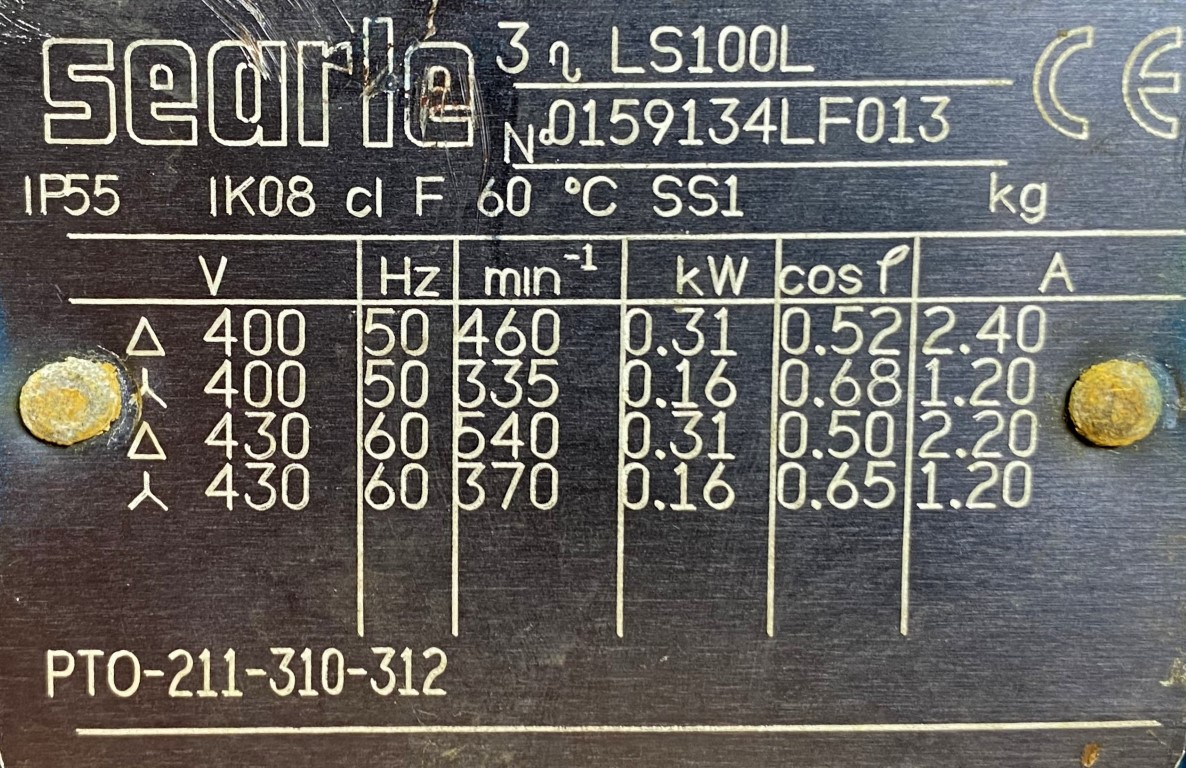 searle 3 ~ LS100L CE
N° 0159134LF013
IP55 IK08 cl F 60 °C SS1 kg
V Hz min⁻¹ kW cos φ A
△ 400 50 460 0.31 0.52 2.40
⅄ 400 50 335 0.16 0.68 1.20
△ 430 60 540 0.31 0.50 2.20
⅄ 430 60 370 0.16 0.65 1.20
PTO-211-310-312